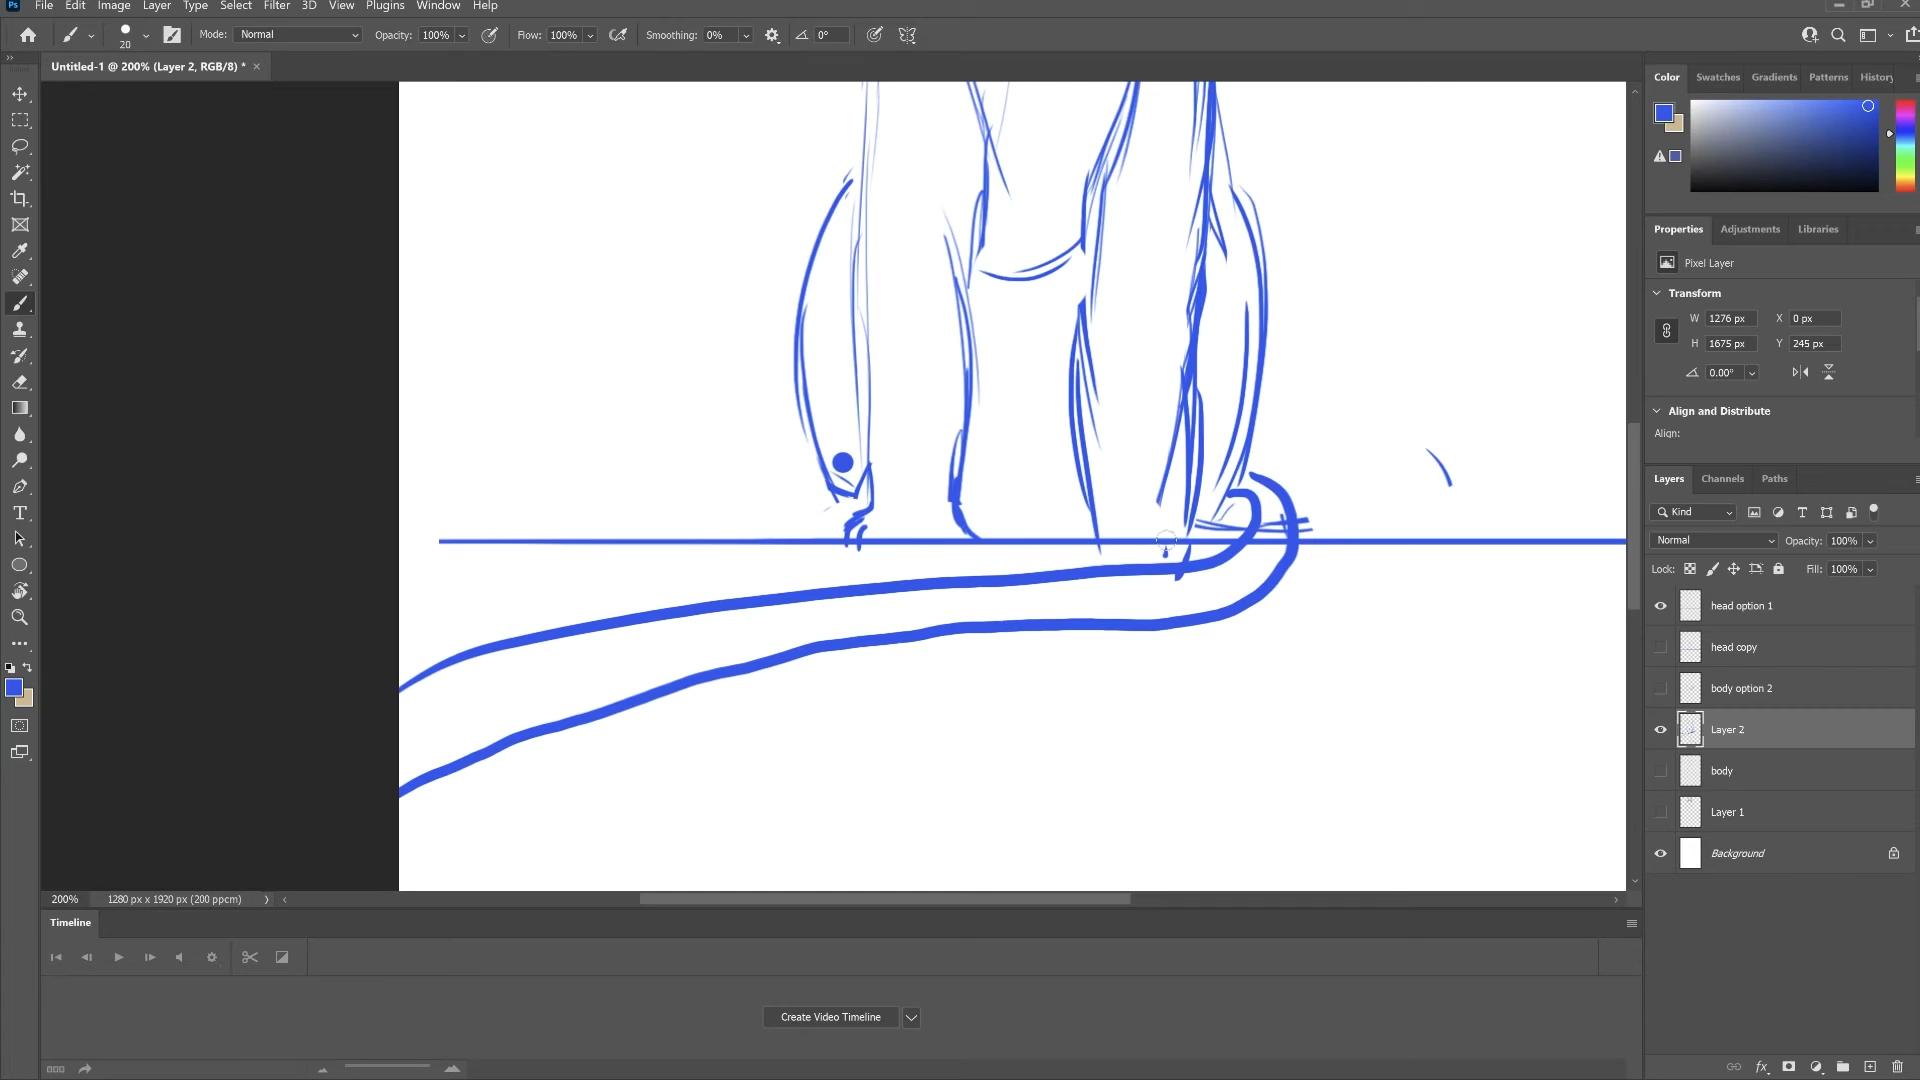 Ps File Edit Image Layer Type Select Filter 3D View Plugins Window Help
20 Mode: Normal Opacity: 100% Flow: 100% Smoothing: 0% 0°
Untitled-1 @ 200% (Layer 2, RGB/8) * ×
Color Swatches Gradients Patterns History
Properties Adjustments Libraries
Pixel Layer
Transform
W 1276 px X 0 px
H 1675 px Y 245 px
0.00°
Align and Distribute
Align:
Layers Channels Paths
Kind
Normal Opacity: 100%
Lock: Fill: 100%
head option 1
head copy
body option 2
Layer 2
body
Layer 1
Background
200% 1280 px x 1920 px (200 ppcm)
Timeline
Create Video Timeline
fx